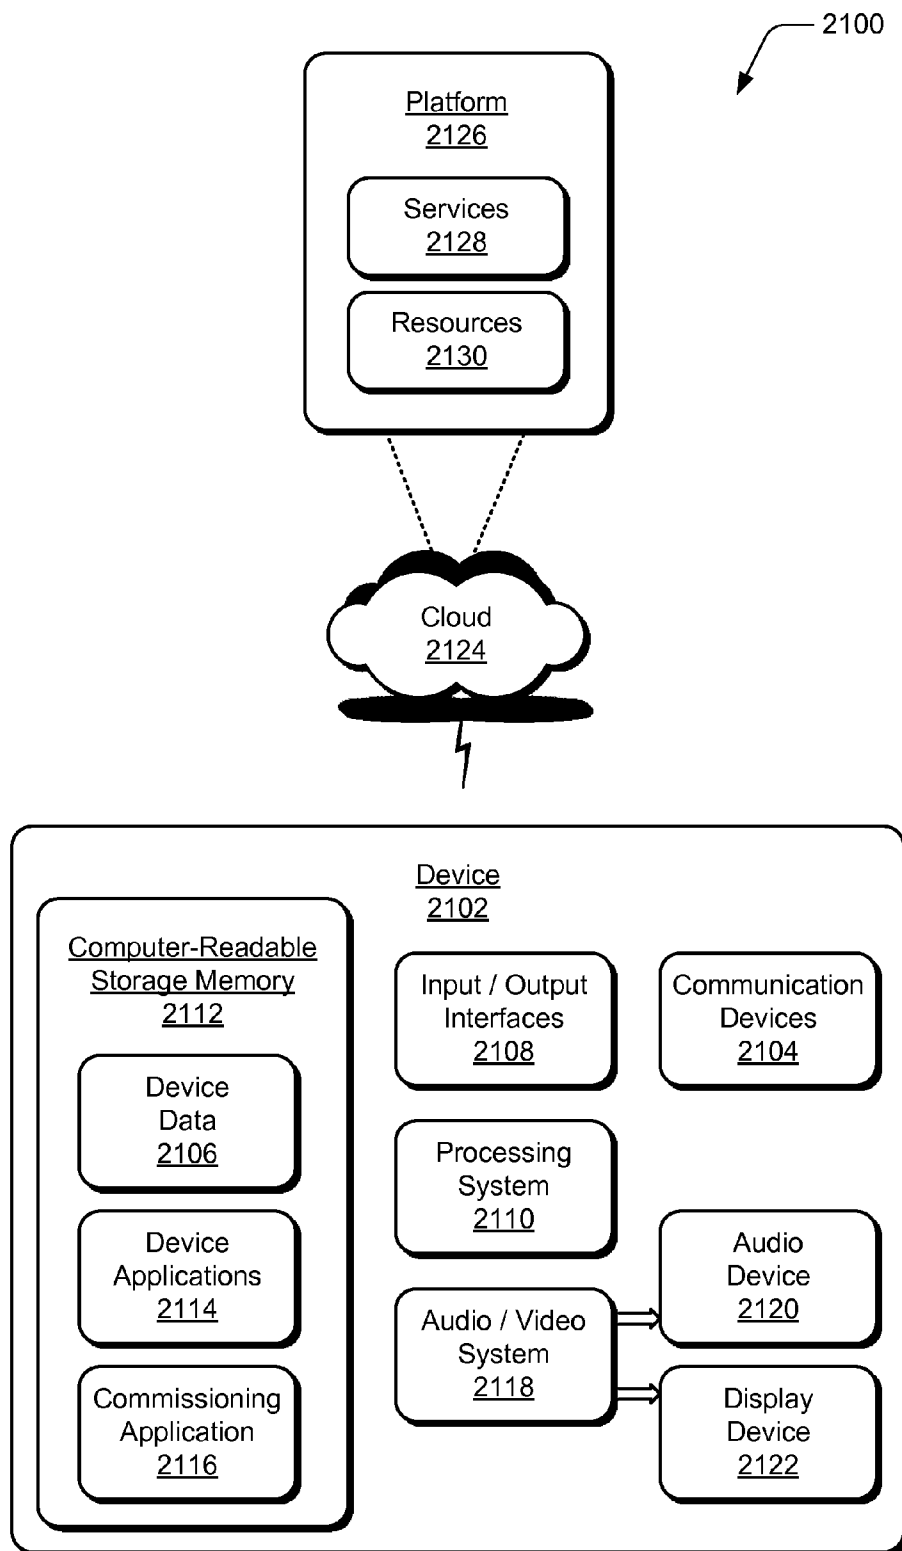 2100
Platform
2126
Services
2128
Resources
2130
Cloud
2124
Device
2102
Computer-Readable
Storage Memory
2112
Device
Data
2106
Device
Applications
2114
Commissioning
Application
2116
Input / Output
Interfaces
2108
Communication
Devices
2104
Processing
System
2110
Audio / Video
System
2118
Audio
Device
2120
Display
Device
2122